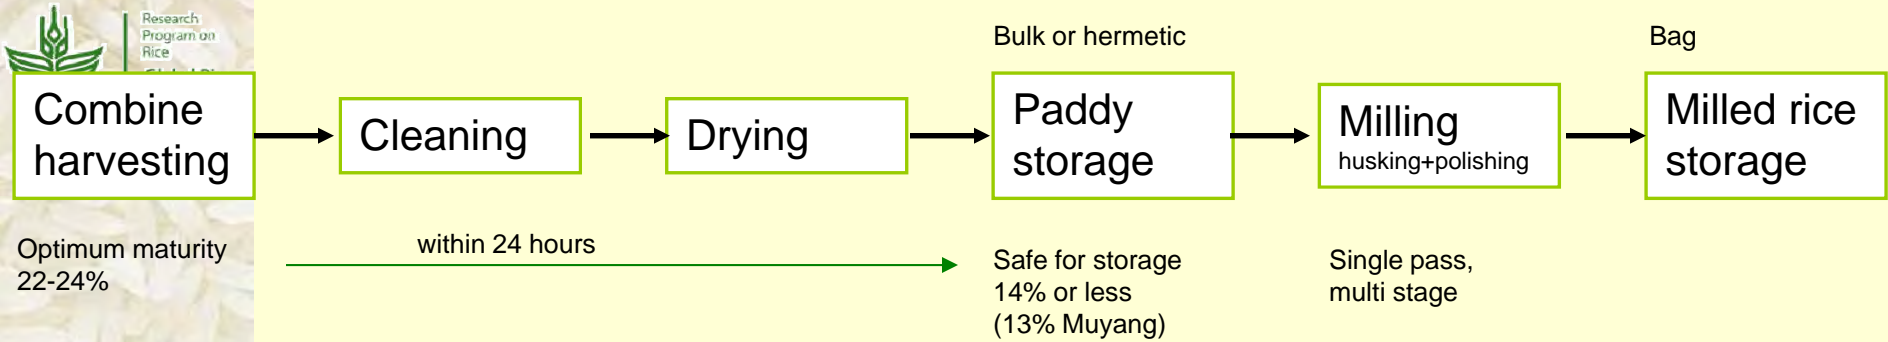 Research
Program on
Rice
Bulk or hermetic
Bag
Combine
harvesting
Cleaning
Drying
Paddy
storage
Milling
husking+polishing
Milled rice
storage
Optimum maturity
22-24%
within 24 hours
Safe for storage
14% or less
(13% Muyang)
Single pass,
multi stage